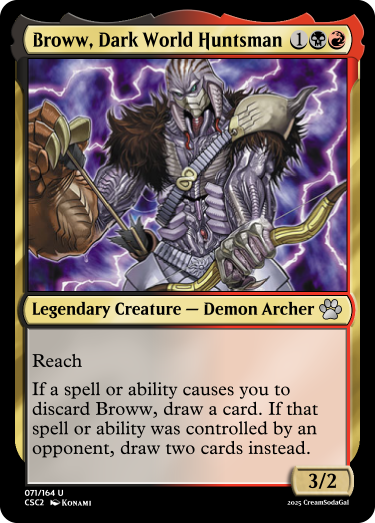 Broww, Dark World Huntsman 1
Legendary Creature — Demon Archer
Reach
If a spell or ability causes you to
discard Broww, draw a card. If that
spell or ability was controlled by an
opponent, draw two cards instead.
3/2
071/164 U
CSC2 KONAMI
2025 CreamSodaGal